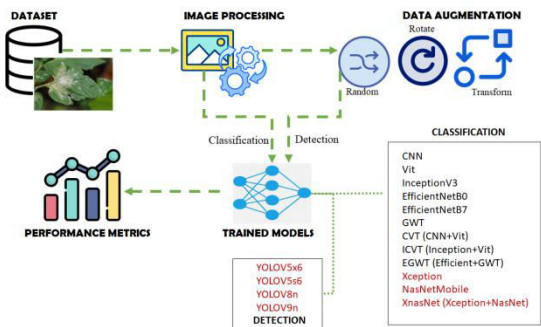 DATASET
IMAGE PROCESSING
DATA AUGMENTATION
Rotate
Random
Transform
Classification
Detection
CLASSIFICATION
CNN
Vit
InceptionV3
EfficientNetB0
EfficientNetB7
GWT
CVT (CNN+Vit)
ICVT (Inception+Vit)
EGWT (Efficient+GWT)
Xception
NasNetMobile
XnasNet (Xception+NasNet)
PERFORMANCE METRICS
TRAINED MODELS
YOLOV5x6
YOLOV5s6
YOLOV8n
YOLOV9n
DETECTION